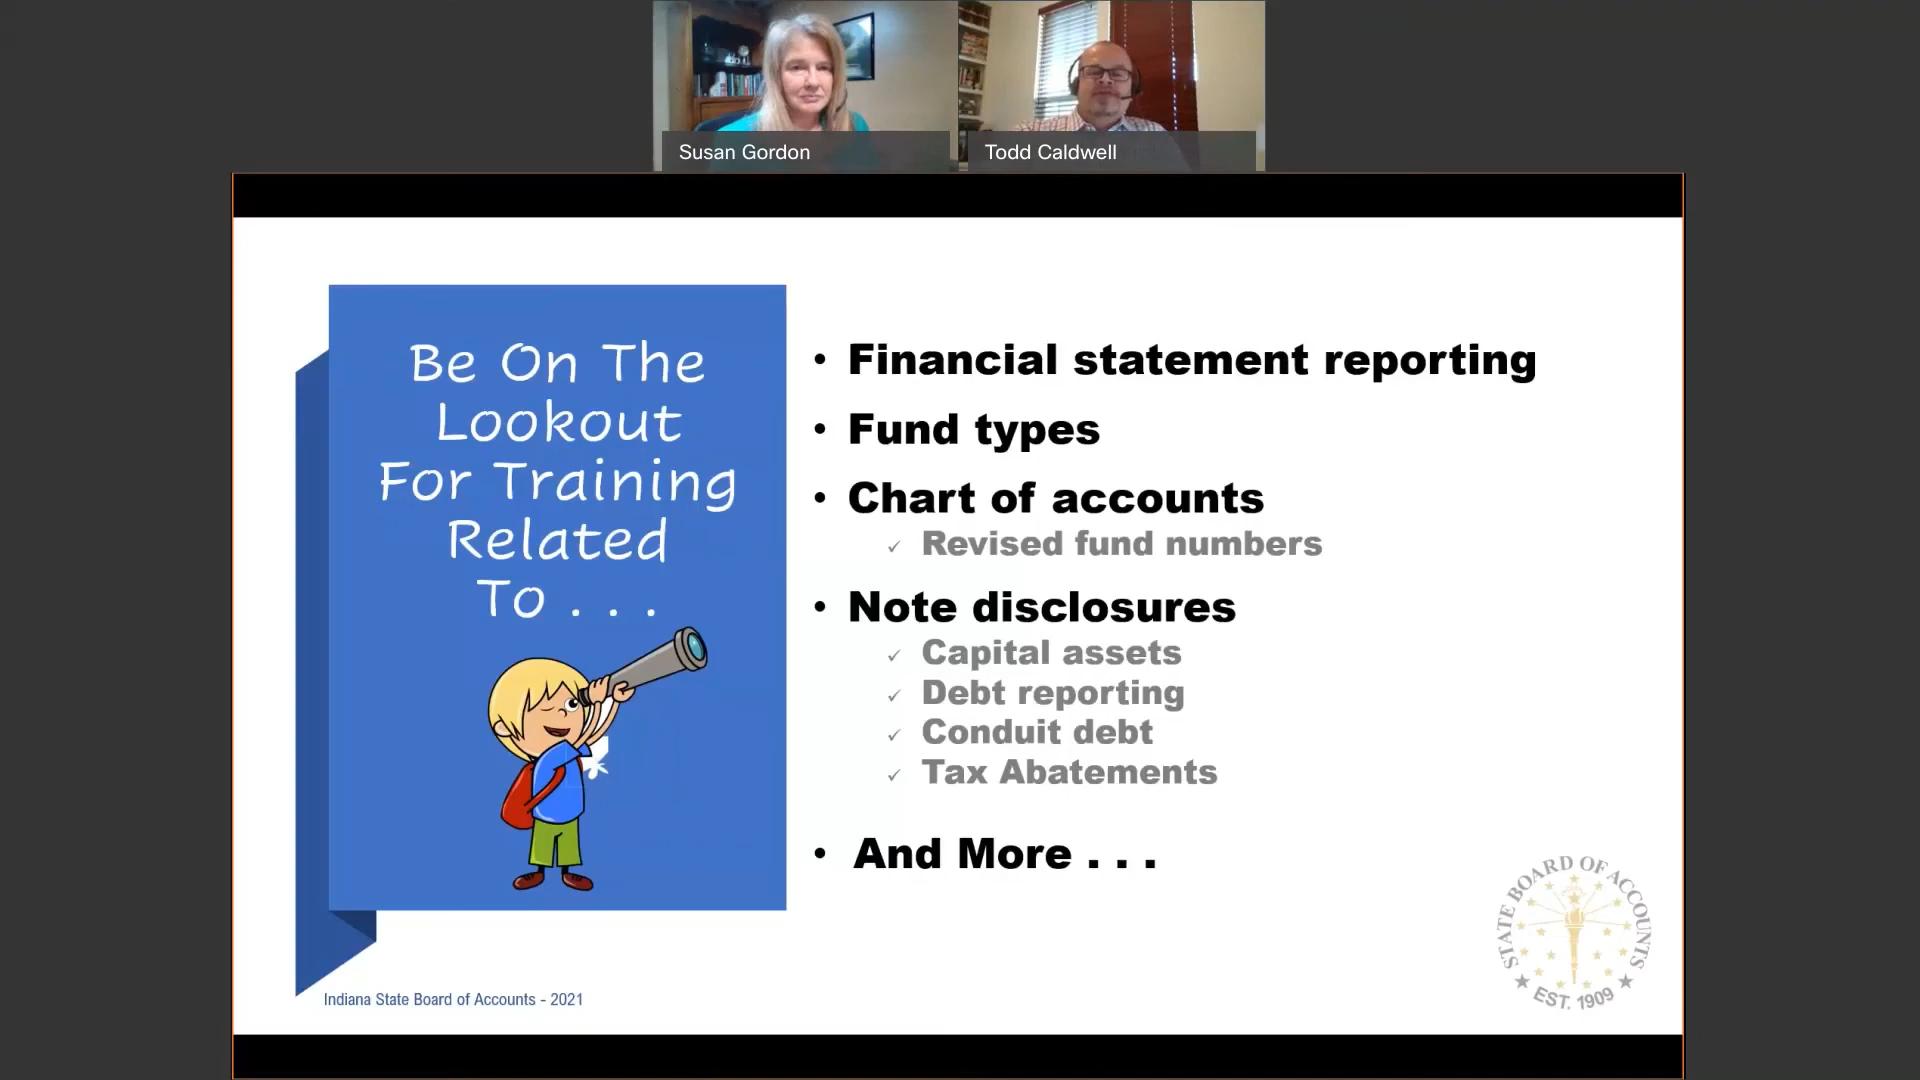 Susan Gordon
Todd Caldwell
Be On The
Lookout
For Training
Related
To . . .
• Financial statement reporting
• Fund types
• Chart of accounts
✓ Revised fund numbers
• Note disclosures
✓ Capital assets
✓ Debt reporting
✓ Conduit debt
✓ Tax Abatements
• And More . . .
STATE BOARD OF ACCOUNTS
★ EST. 1909 ★
Indiana State Board of Accounts - 2021